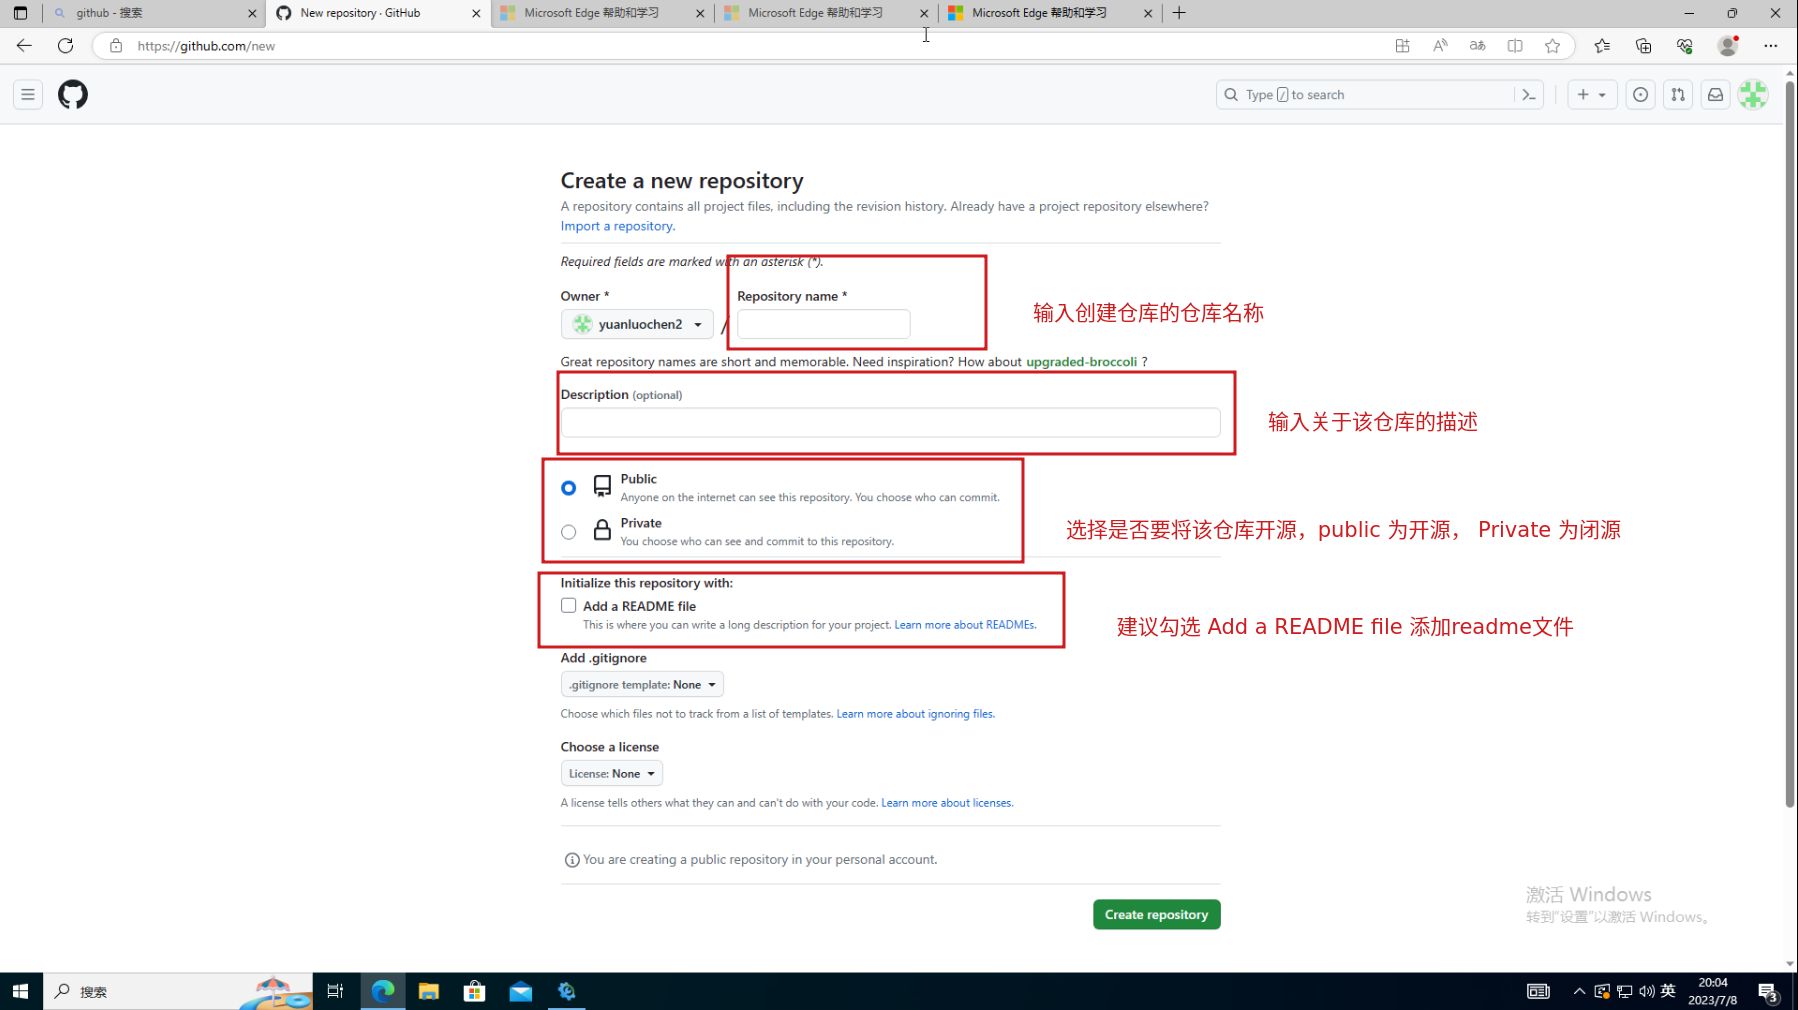 github - 搜索
New repository · GitHub
Microsoft Edge 帮助和学习
Microsoft Edge 帮助和学习
Microsoft Edge 帮助和学习
https://github.com/new
Type / to search
Create a new repository
A repository contains all project files, including the revision history. Already have a project repository elsewhere?
Import a repository.
Required fields are marked with an asterisk (*).
Owner *
Repository name *
yuanluochen2
/
输入创建仓库的仓库名称
Great repository names are short and memorable. Need inspiration? How about upgraded-broccoli ?
Description (optional)
输入关于该仓库的描述
Public
Anyone on the internet can see this repository. You choose who can commit.
Private
You choose who can see and commit to this repository.
选择是否要将该仓库开源，public 为开源， Private 为闭源
Initialize this repository with:
Add a README file
This is where you can write a long description for your project. Learn more about READMEs.
建议勾选 Add a README file 添加readme文件
Add .gitignore
.gitignore template: None
Choose which files not to track from a list of templates. Learn more about ignoring files.
Choose a license
License: None
A license tells others what they can and can't do with your code. Learn more about licenses.
You are creating a public repository in your personal account.
Create repository
激活 Windows
转到"设置"以激活 Windows。
搜索
英
20:04
2023/7/8
3